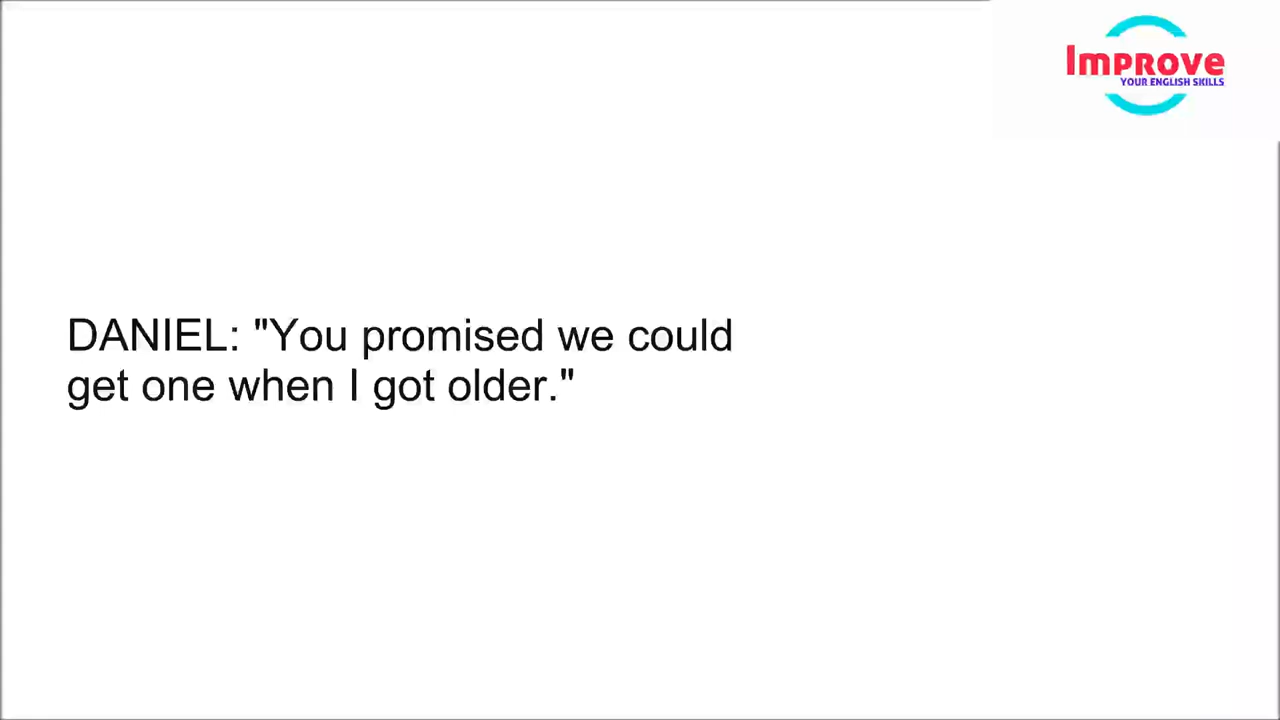 Improve
YOUR ENGLISH SKILLS
DANIEL: "You promised we could
get one when I got older."